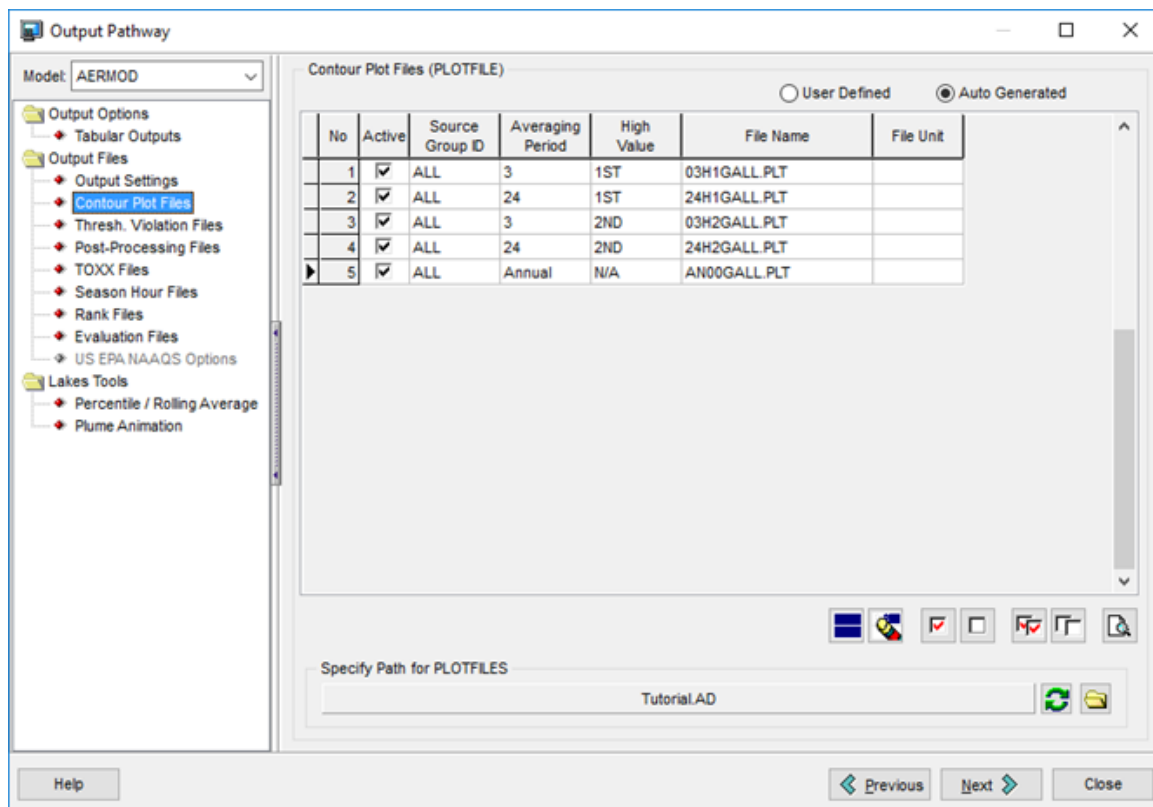 Output Pathway
Model: AERMOD
Output Options
Tabular Outputs
Output Files
Output Settings
Contour Plot Files
Thresh. Violation Files
Post-Processing Files
TOXX Files
Season Hour Files
Rank Files
Evaluation Files
US EPA NAAQS Options
Lakes Tools
Percentile / Rolling Average
Plume Animation
Contour Plot Files (PLOTFILE)
User Defined Auto Generated
No Active Source Group ID Averaging Period High Value File Name File Unit
1 ALL 3 1ST 03H1GALL.PLT
2 ALL 24 1ST 24H1GALL.PLT
3 ALL 3 2ND 03H2GALL.PLT
4 ALL 24 2ND 24H2GALL.PLT
5 ALL Annual N/A AN00GALL.PLT
Specify Path for PLOTFILES
Tutorial.AD
Help Previous Next Close